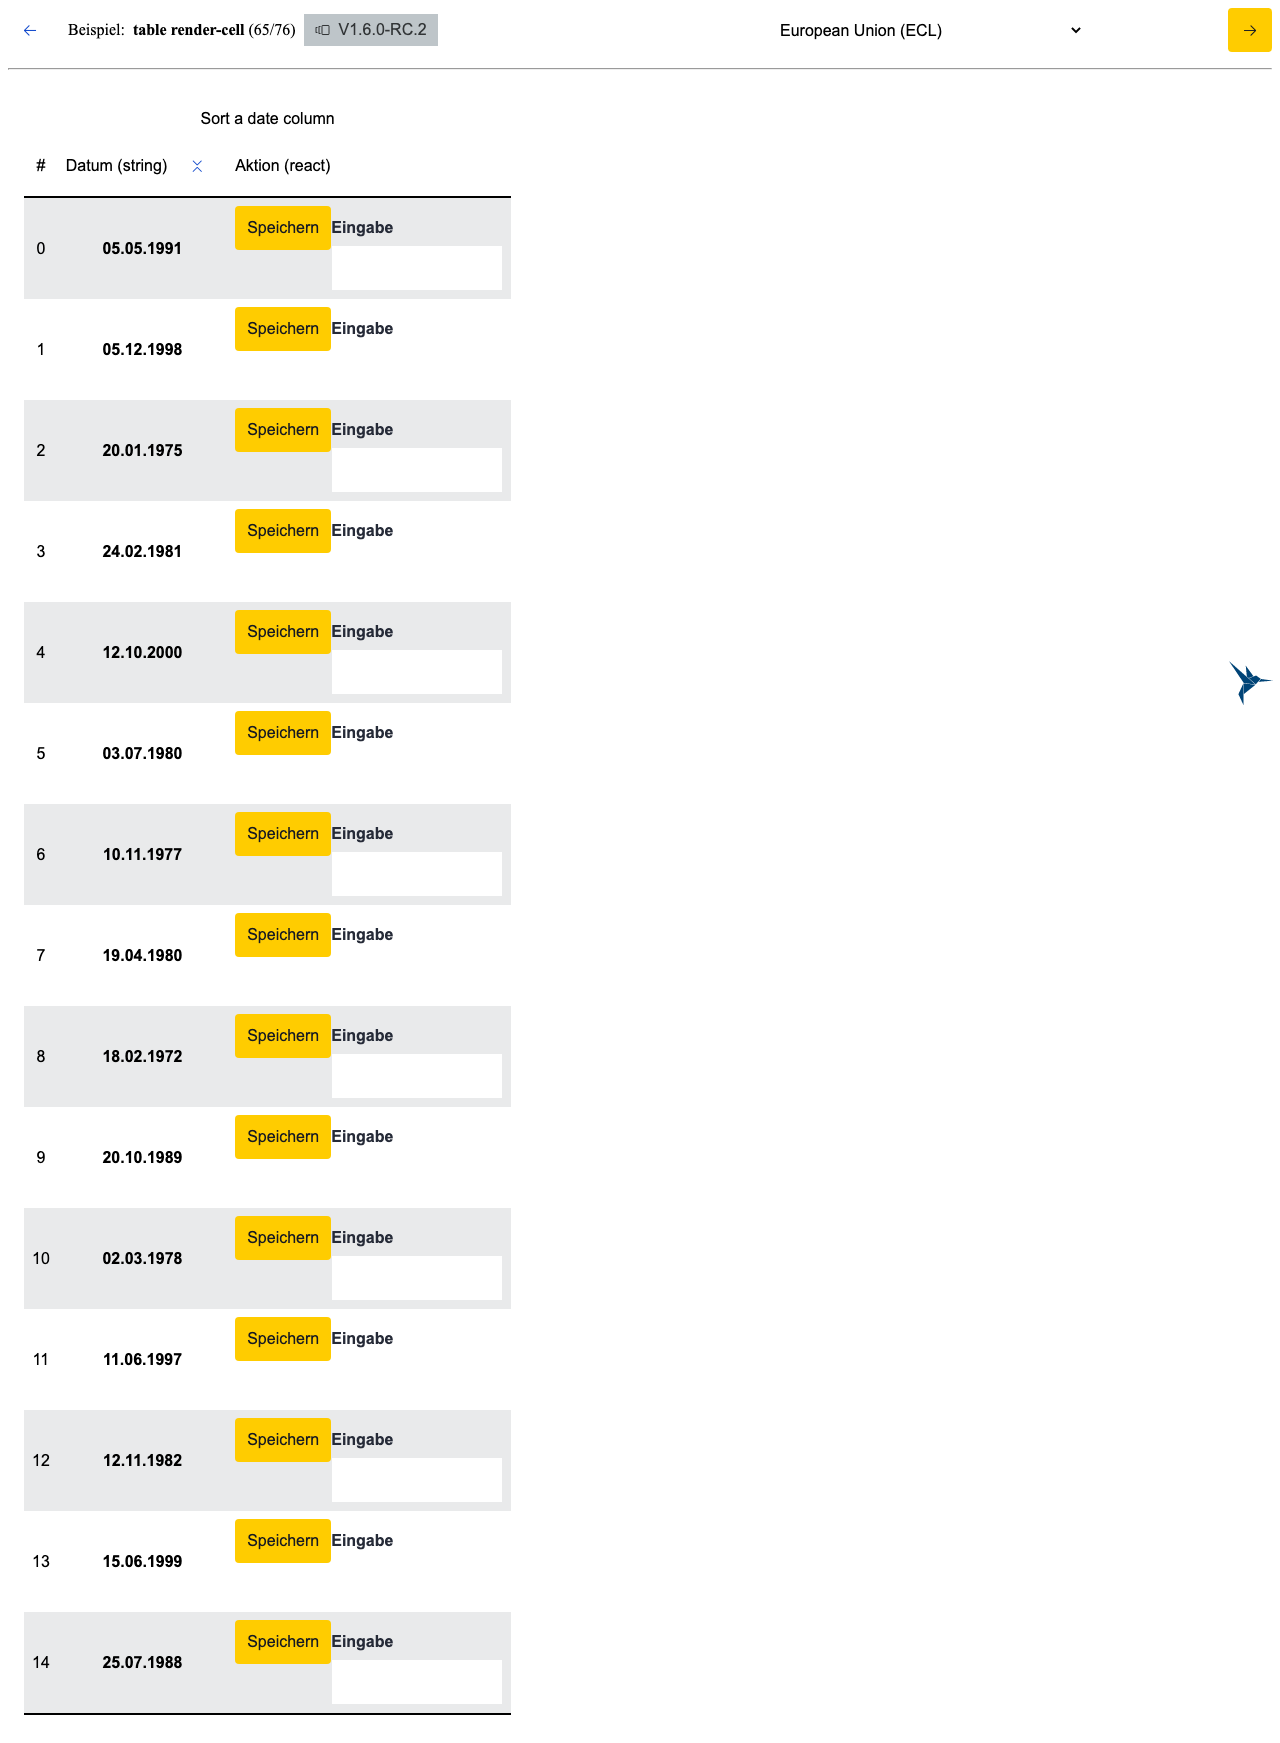 Beispiel: table render-cell (65/76) V1.6.0-RC.2 European Union (ECL)
Sort a date column
# Datum (string) Aktion (react)
0 05.05.1991 Speichern Eingabe
1 05.12.1998 Speichern Eingabe
2 20.01.1975 Speichern Eingabe
3 24.02.1981 Speichern Eingabe
4 12.10.2000 Speichern Eingabe
5 03.07.1980 Speichern Eingabe
6 10.11.1977 Speichern Eingabe
7 19.04.1980 Speichern Eingabe
8 18.02.1972 Speichern Eingabe
9 20.10.1989 Speichern Eingabe
10 02.03.1978 Speichern Eingabe
11 11.06.1997 Speichern Eingabe
12 12.11.1982 Speichern Eingabe
13 15.06.1999 Speichern Eingabe
14 25.07.1988 Speichern Eingabe